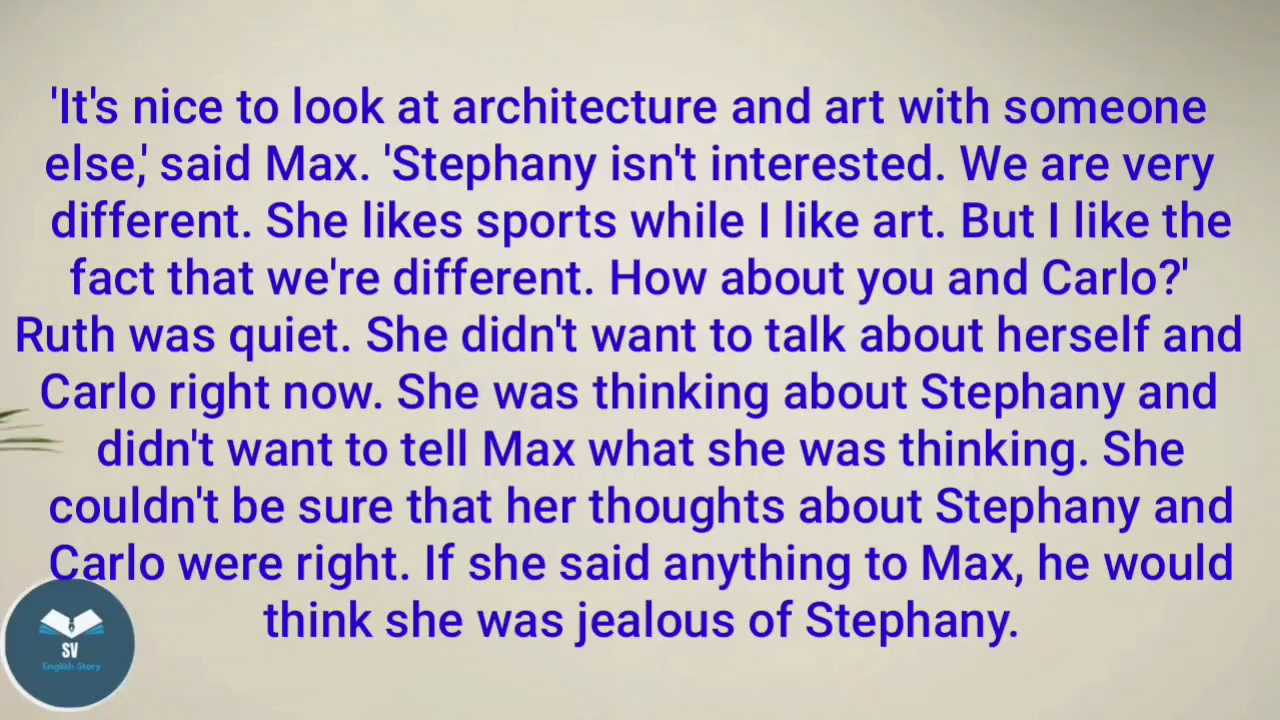 'It's nice to look at architecture and art with someone
else,' said Max. 'Stephany isn't interested. We are very
different. She likes sports while I like art. But I like the
fact that we're different. How about you and Carlo?'
Ruth was quiet. She didn't want to talk about herself and
Carlo right now. She was thinking about Stephany and
didn't want to tell Max what she was thinking. She
couldn't be sure that her thoughts about Stephany and
Carlo were right. If she said anything to Max, he would
think she was jealous of Stephany.
SV
English Story